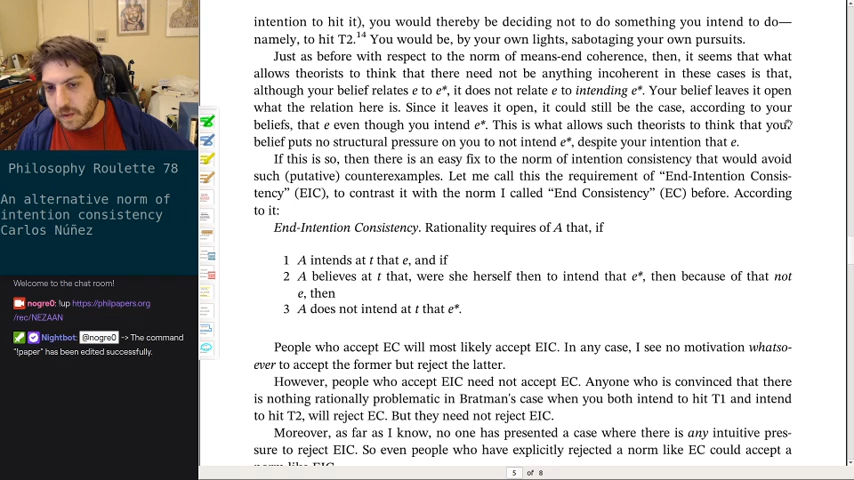 intention to hit it), you would thereby be deciding not to do something you intend to do—
namely, to hit T2.14 You would be, by your own lights, sabotaging your own pursuits.
Just as before with respect to the norm of means-end coherence, then, it seems that what
allows theorists to think that there need not be anything incoherent in these cases is that,
although your belief relates e to e*, it does not relate e to intending e*. Your belief leaves it open
what the relation here is. Since it leaves it open, it could still be the case, according to your
beliefs, that e even though you intend e*. This is what allows such theorists to think that your
belief puts no structural pressure on you to not intend e*, despite your intention that e.
If this is so, then there is an easy fix to the norm of intention consistency that would avoid
such (putative) counterexamples. Let me call this the requirement of “End-Intention Consis-
tency” (EIC), to contrast it with the norm I called “End Consistency” (EC) before. According
to it:
End-Intention Consistency. Rationality requires of A that, if
1 A intends at t that e, and if
2 A believes at t that, were she herself then to intend that e*, then because of that not
e, then
3 A does not intend at t that e*.
People who accept EC will most likely accept EIC. In any case, I see no motivation whatso-
ever to accept the former but reject the latter.
However, people who accept EIC need not accept EC. Anyone who is convinced that there
is nothing rationally problematic in Bratman's case when you both intend to hit T1 and intend
to hit T2, will reject EC. But they need not reject EIC.
Moreover, as far as I know, no one has presented a case where there is any intuitive pres-
sure to reject EIC. So even people who have explicitly rejected a norm like EC could accept a
norm like EIC.
5 of 8
Philosophy Roulette 78
An alternative norm of
intention consistency
Carlos Núñez
Welcome to the chat room!
nogre0: !up https://philpapers.org
/rec/NEZAAN
Nightbot: @nogre0 -> The command
"!paper" has been edited successfully.